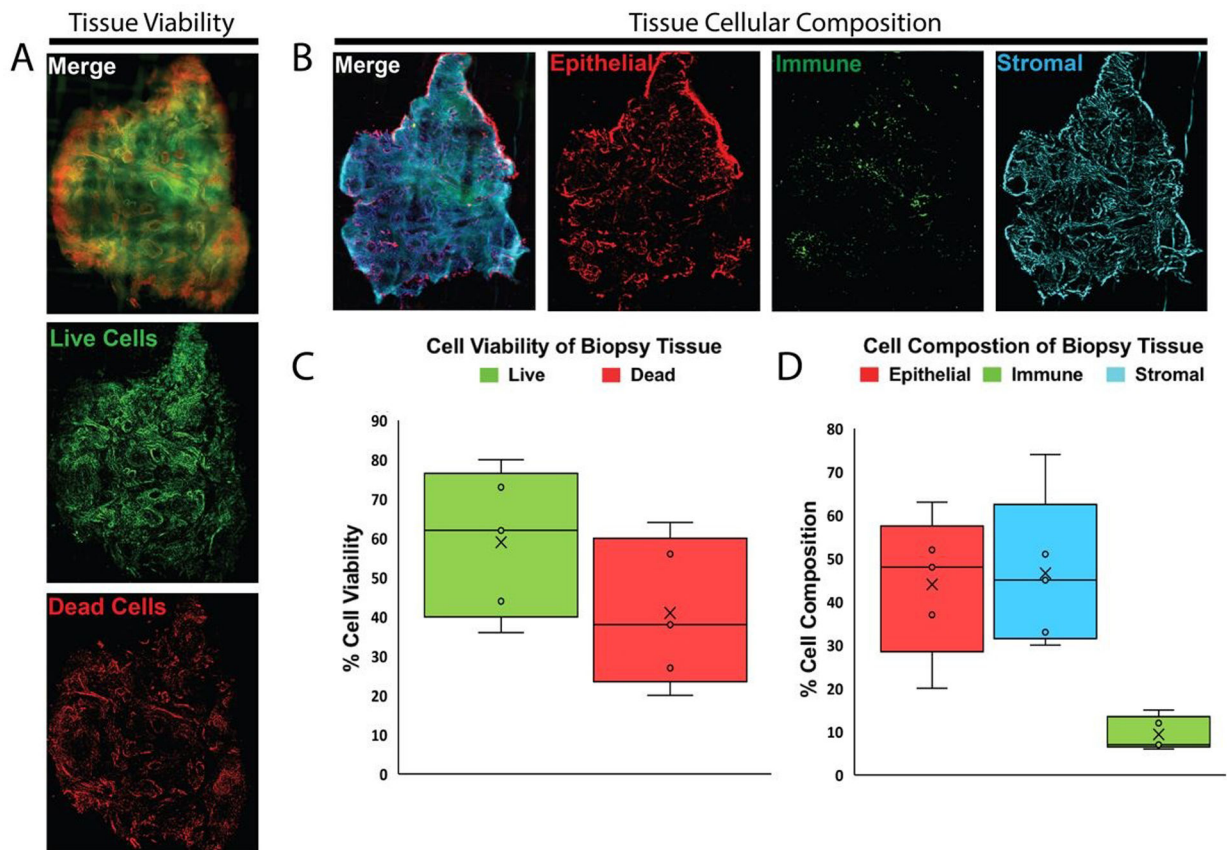 Tissue Viability
Tissue Cellular Composition
A
Merge
Live Cells
Dead Cells
B
Merge
Epithelial
Immune
Stromal
C
Cell Viability of Biopsy Tissue
Live Dead
% Cell Viability
90
80
70
60
50
40
30
20
10
0
D
Cell Compostion of Biopsy Tissue
Epithelial Immune Stromal
% Cell Composition
80
70
60
50
40
30
20
10
0